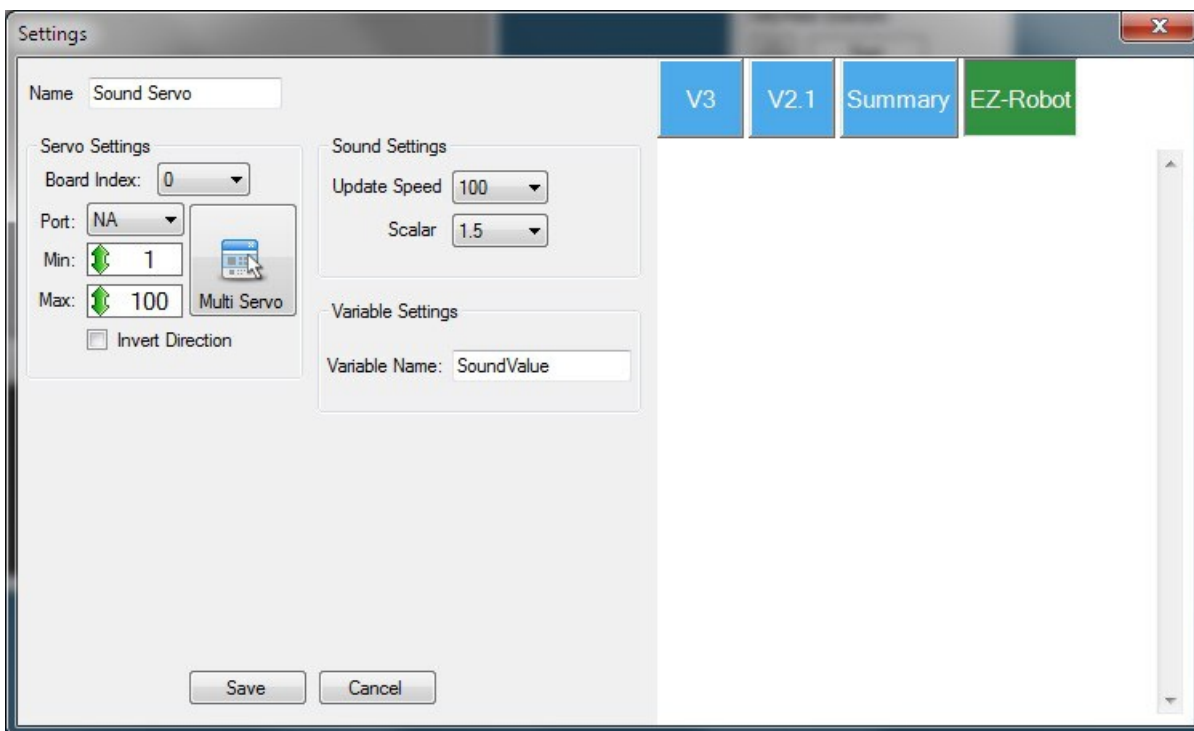 Settings
X
Name Sound Servo
Servo Settings
Board Index: 0
Port: NA
Min: 1
Max: 100
Multi Servo
Invert Direction
Sound Settings
Update Speed 100
Scalar 1.5
Variable Settings
Variable Name: SoundValue
Save Cancel
V3 V2.1 Summary EZ-Robot